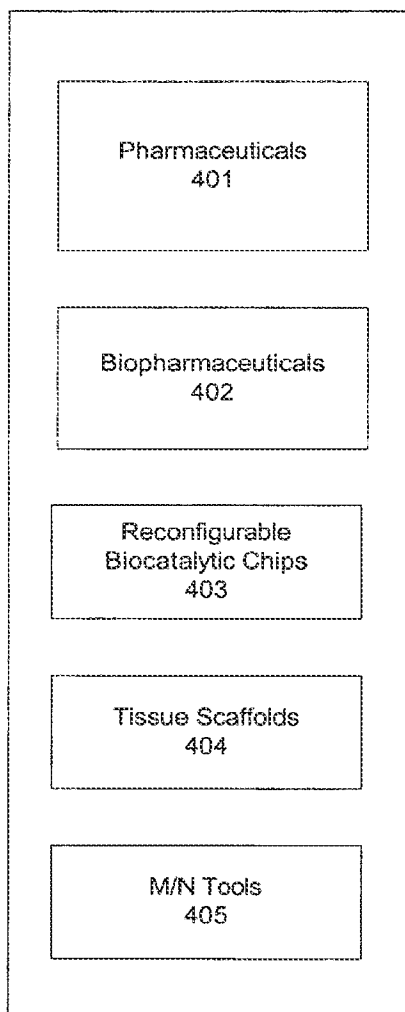 Pharmaceuticals
401
Biopharmaceuticals
402
Reconfigurable
Biocatalytic Chips
403
Tissue Scaffolds
404
M/N Tools
405